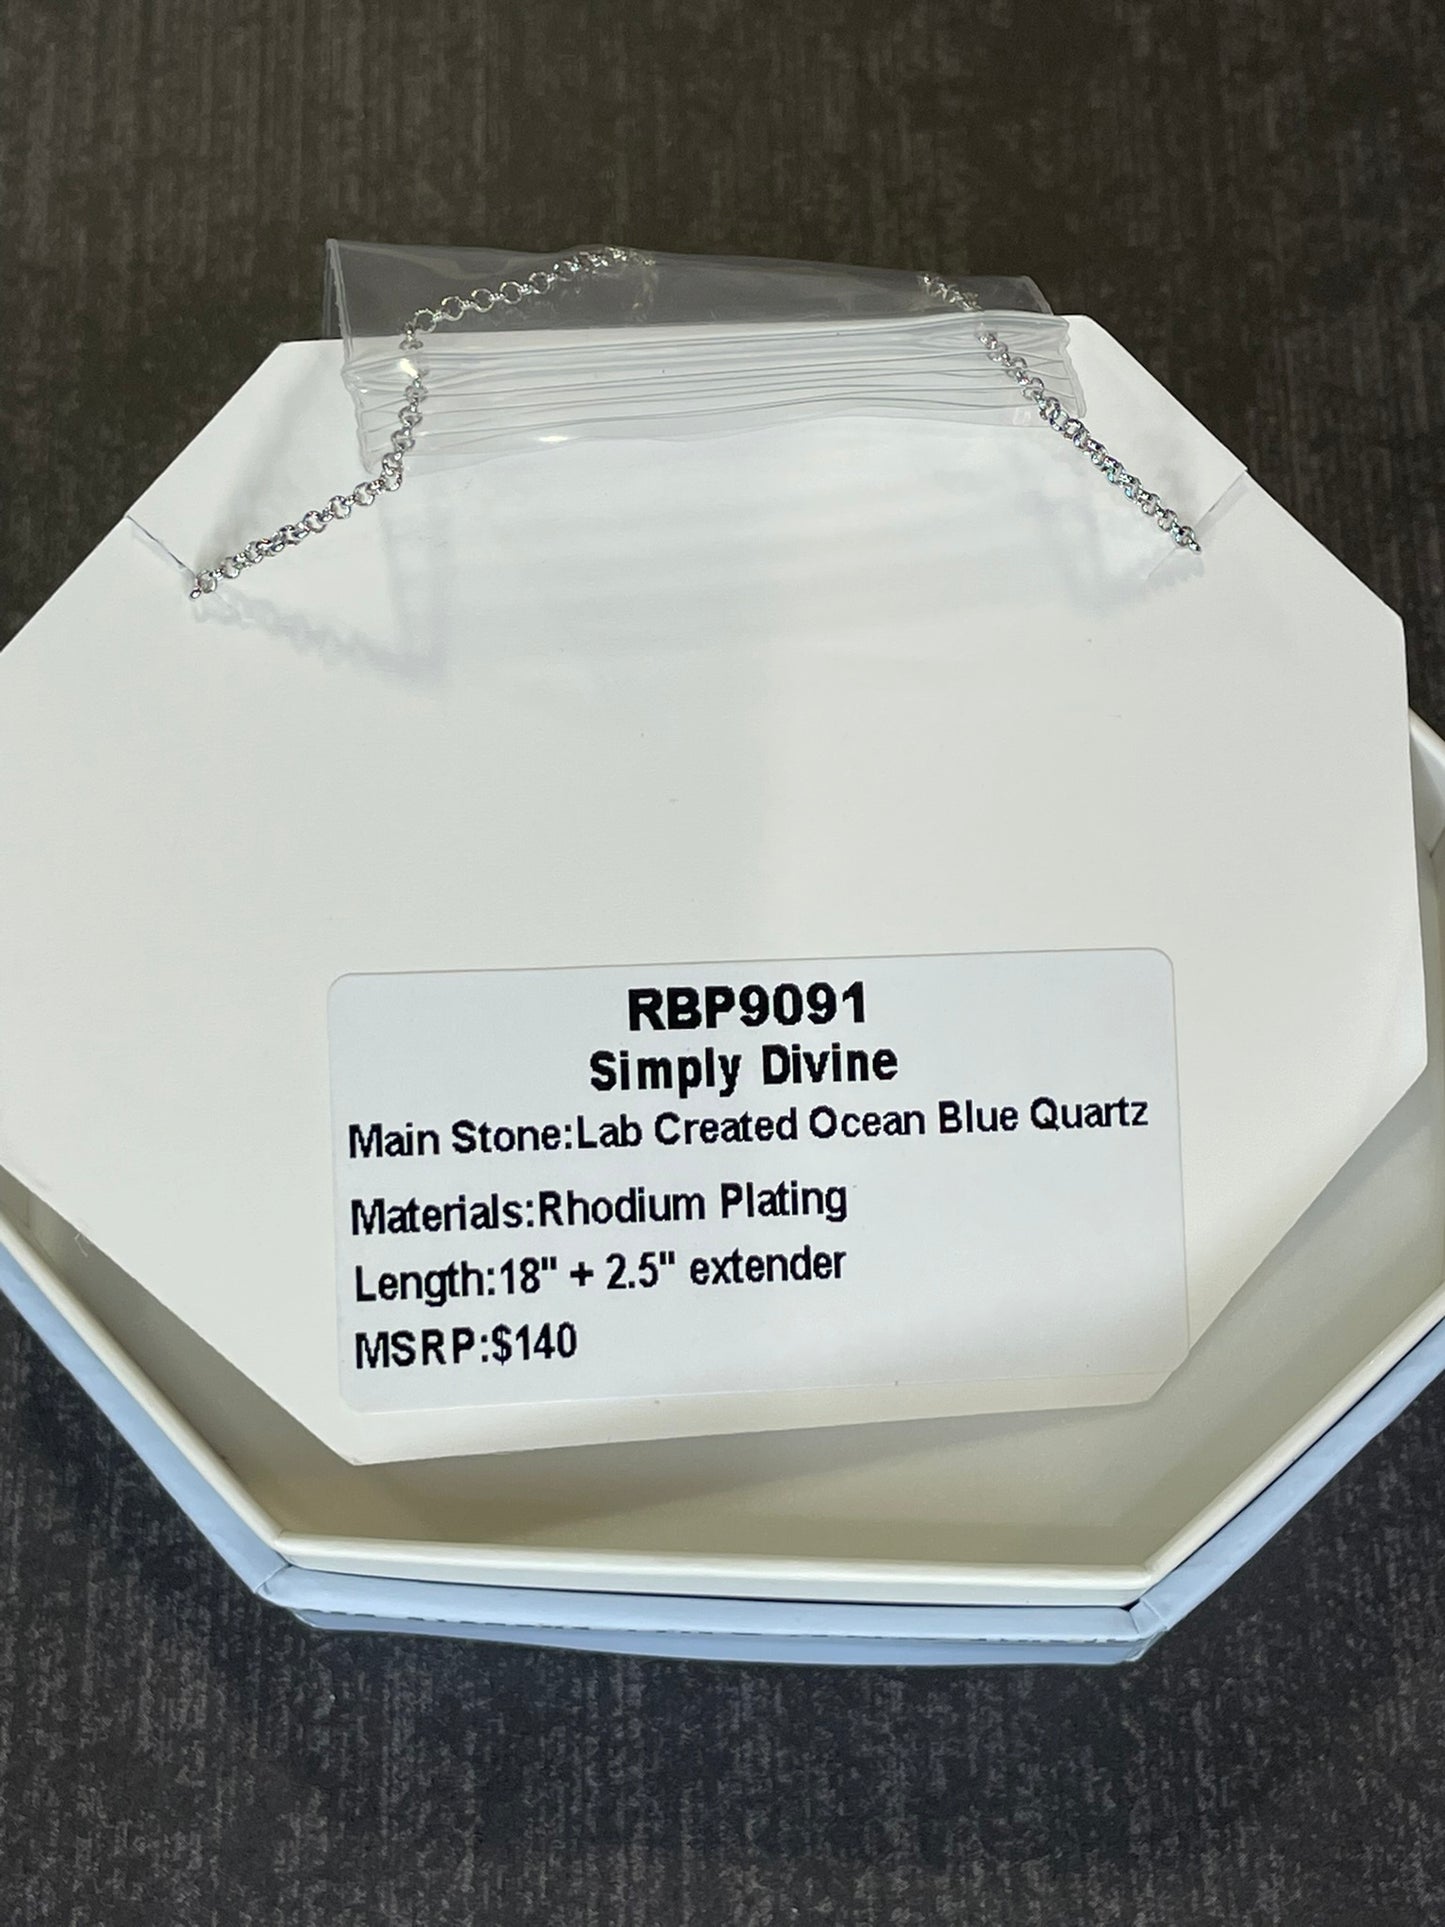 RBP9091
Simply Divine
Main Stone:Lab Created Ocean Blue Quartz
Materials:Rhodium Plating
Length:18" + 2.5" extender
MSRP:$140